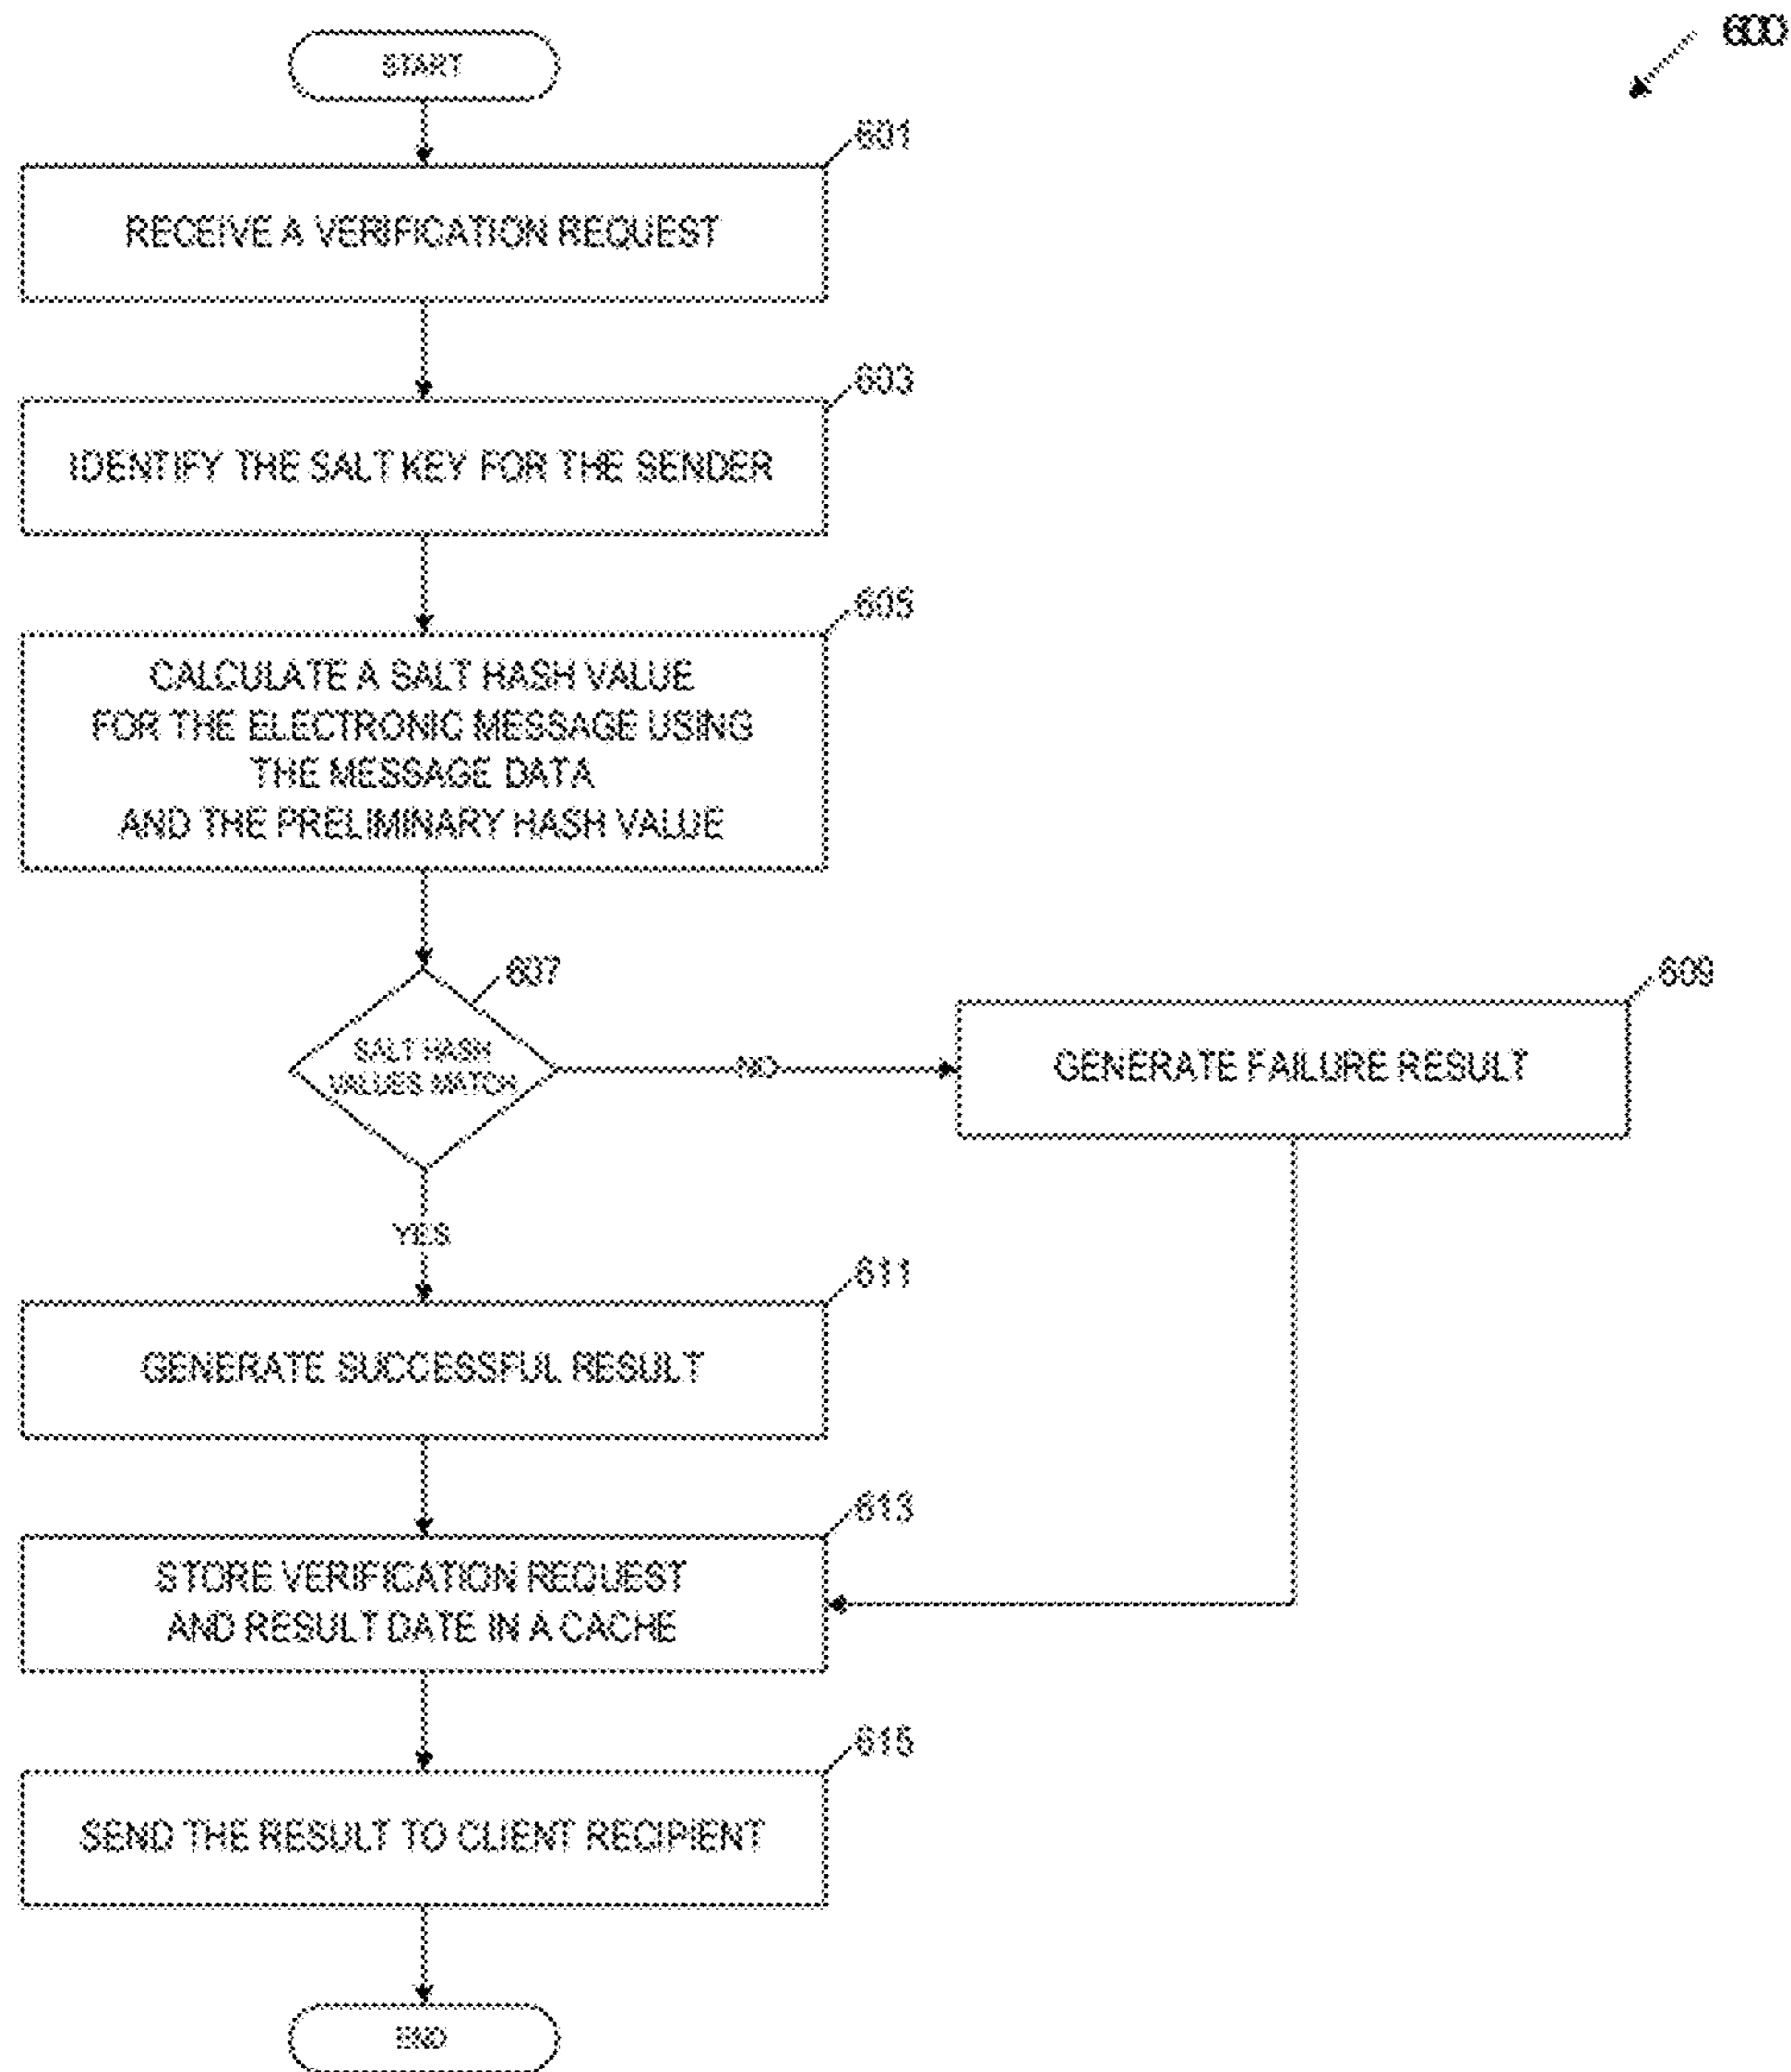 600
START
601
RECEIVE A VERIFICATION REQUEST
603
IDENTIFY THE SALT KEY FOR THE SENDER
605
CALCULATE A SALT HASH VALUE
FOR THE ELECTRONIC MESSAGE USING
THE MESSAGE DATA
AND THE PRELIMINARY HASH VALUE
607
SALT HASH
VALUES MATCH
NO
609
GENERATE FAILURE RESULT
YES
611
GENERATE SUCCESSFUL RESULT
613
STORE VERIFICATION REQUEST
AND RESULT DATE IN A CACHE
615
SEND THE RESULT TO CLIENT RECIPIENT
END